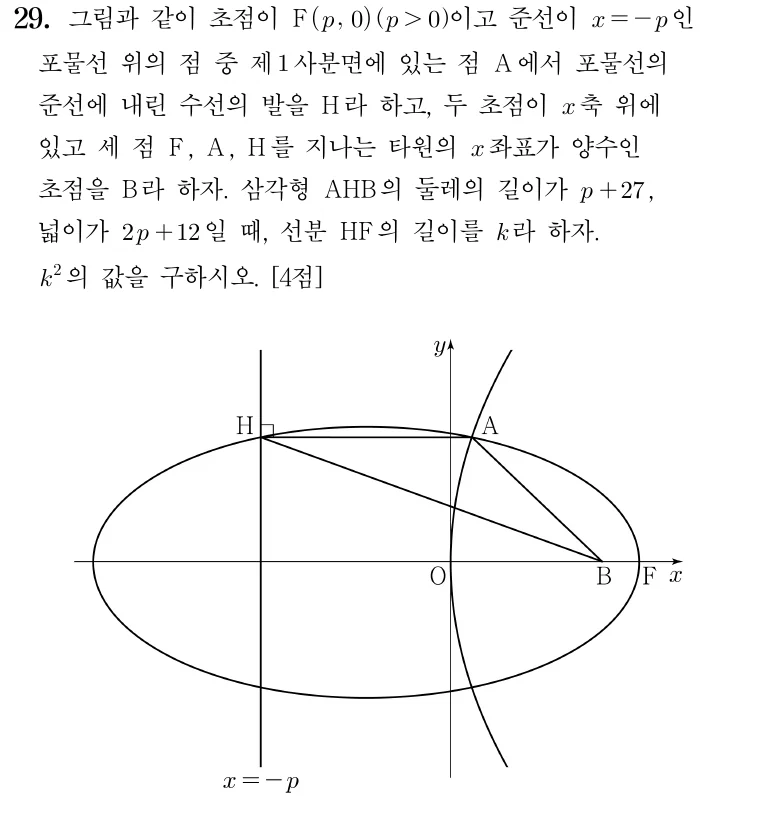 29. 그림과 같이 초점이 F(p, 0)(p>0)이고 준선이 x=-p인
포물선 위의 점 중 제1사분면에 있는 점 A에서 포물선의
준선에 내린 수선의 발을 H라 하고, 두 초점이 x축 위에
있고 세 점 F, A, H를 지나는 타원의 x좌표가 양수인
초점을 B라 하자. 삼각형 AHB의 둘레의 길이가 p+27,
넓이가 2p+12일 때, 선분 HF의 길이를 k라 하자.
k²의 값을 구하시오. [4점]
y
H
A
O
B
F
x
x=-p